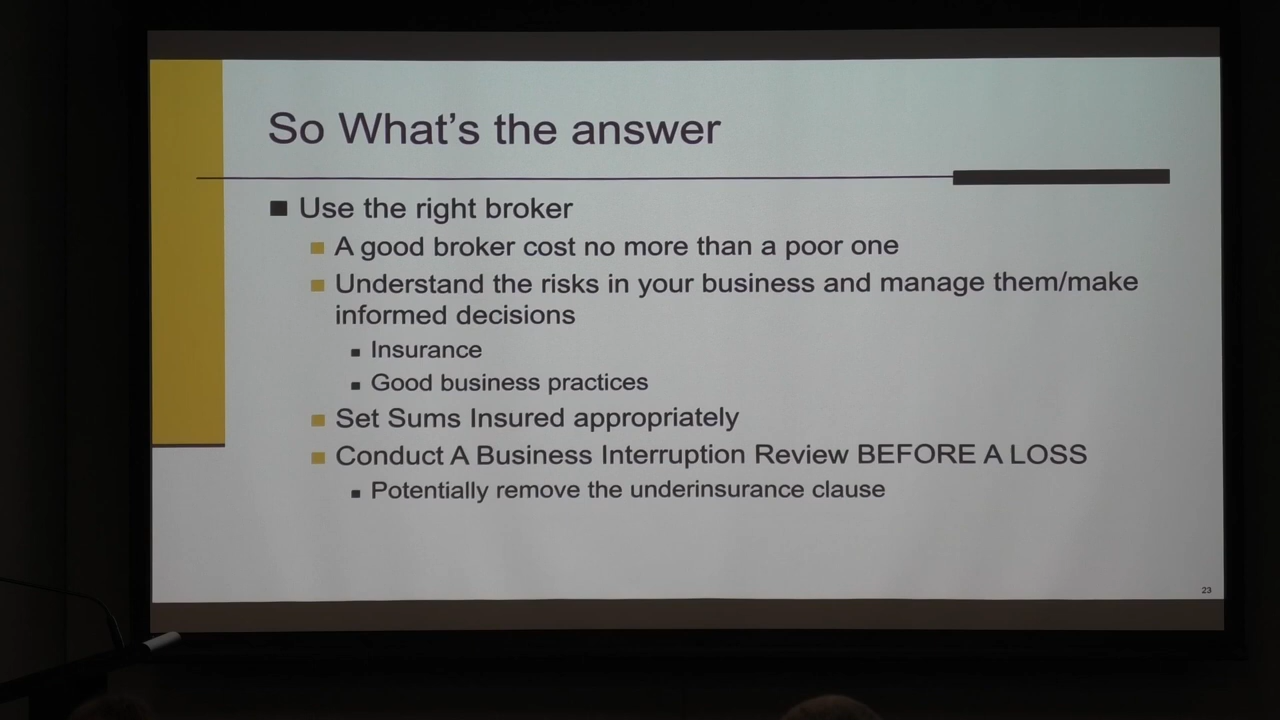 So What's the answer
Use the right broker
A good broker cost no more than a poor one
Understand the risks in your business and manage them/make
informed decisions
Insurance
Good business practices
Set Sums Insured appropriately
Conduct A Business Interruption Review BEFORE A LOSS
Potentially remove the underinsurance clause
23